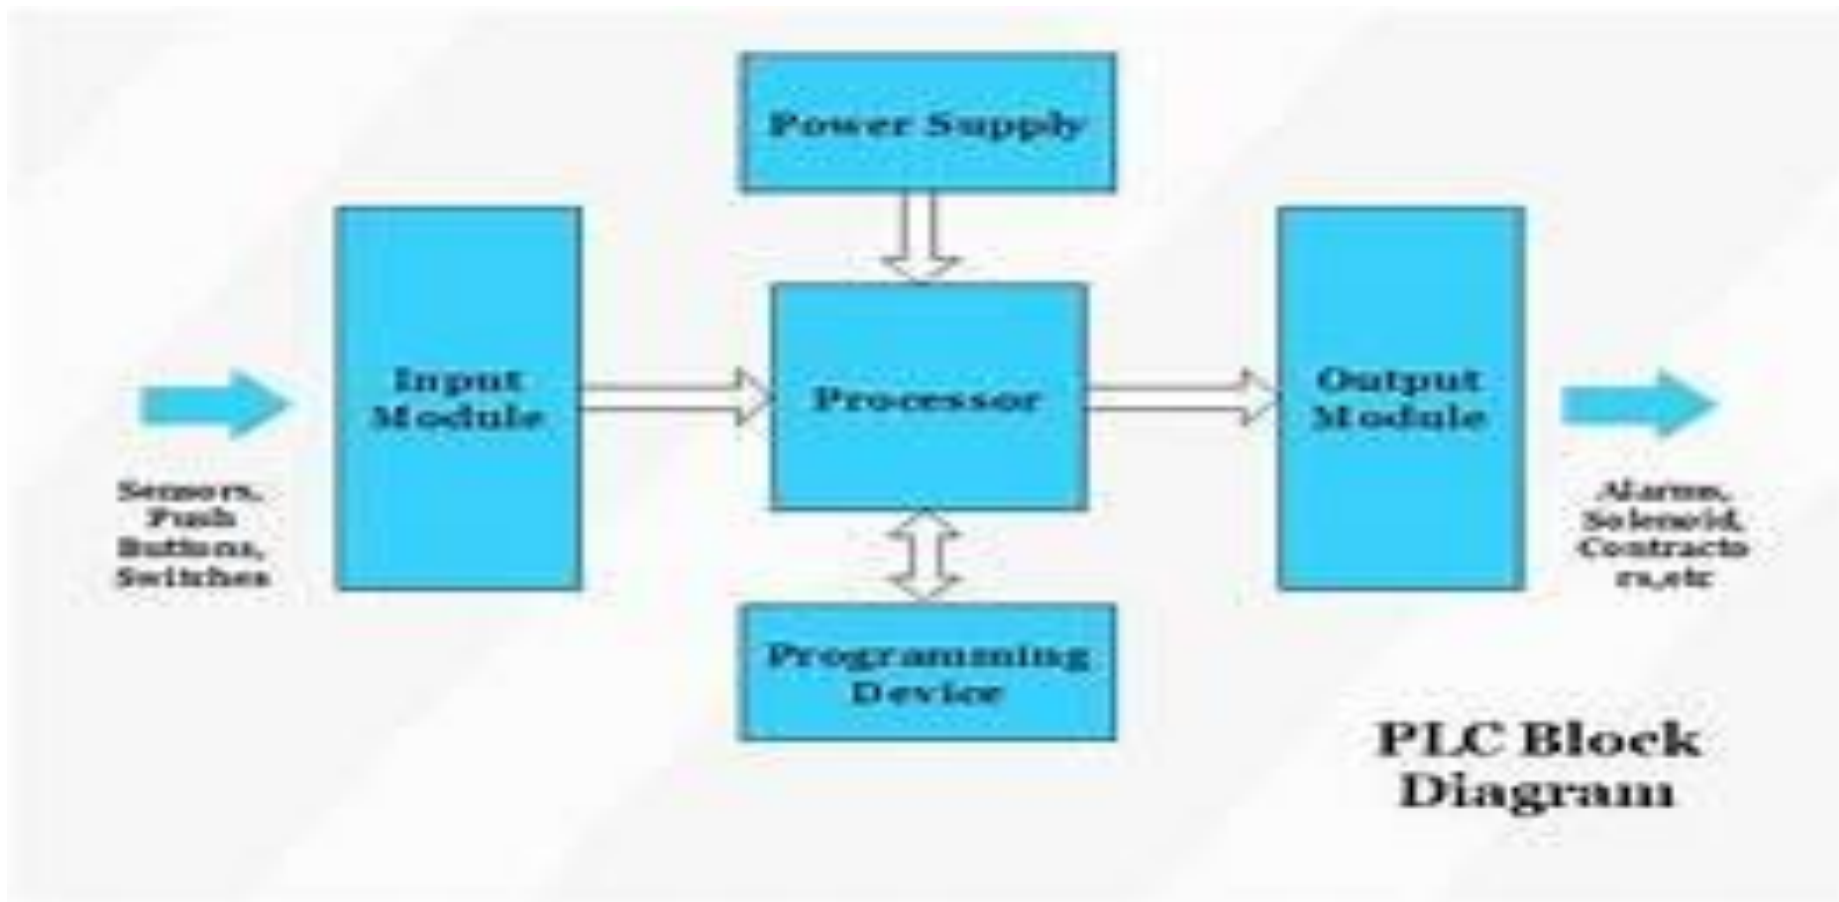 Power Supply
Input
Module
Processor
Output
Module
Sensors,
Push
Buttons,
Switches
Alarms,
Solenoid,
Contracto
rs,etc
Programming
Device
PLC Block
Diagram